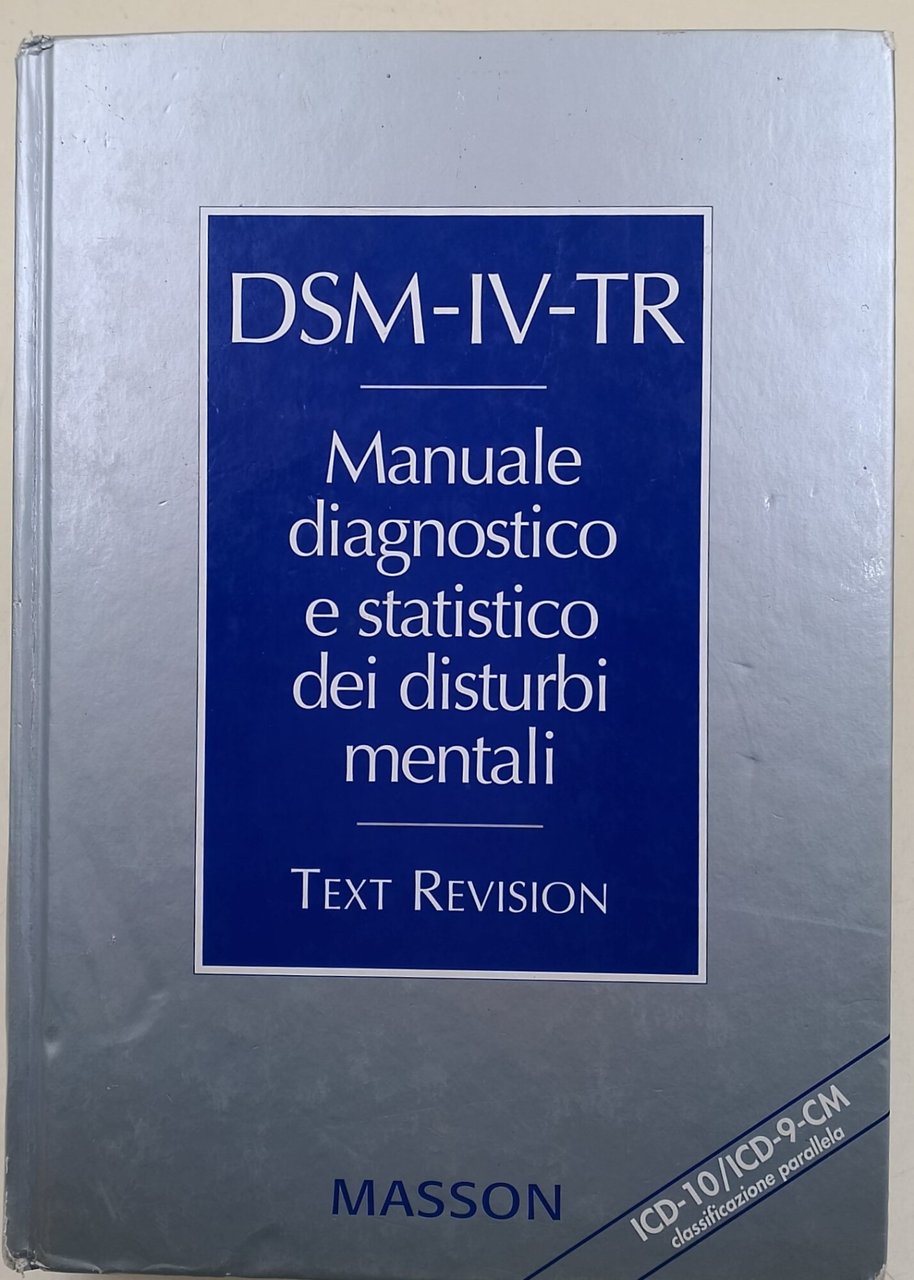 DSM-IV-TR
Manuale
diagnostico
e statistico
dei disturbi
mentali
TEXT REVISION
MASSON
ICD-10/ICD-9-CM
classificazione parallela